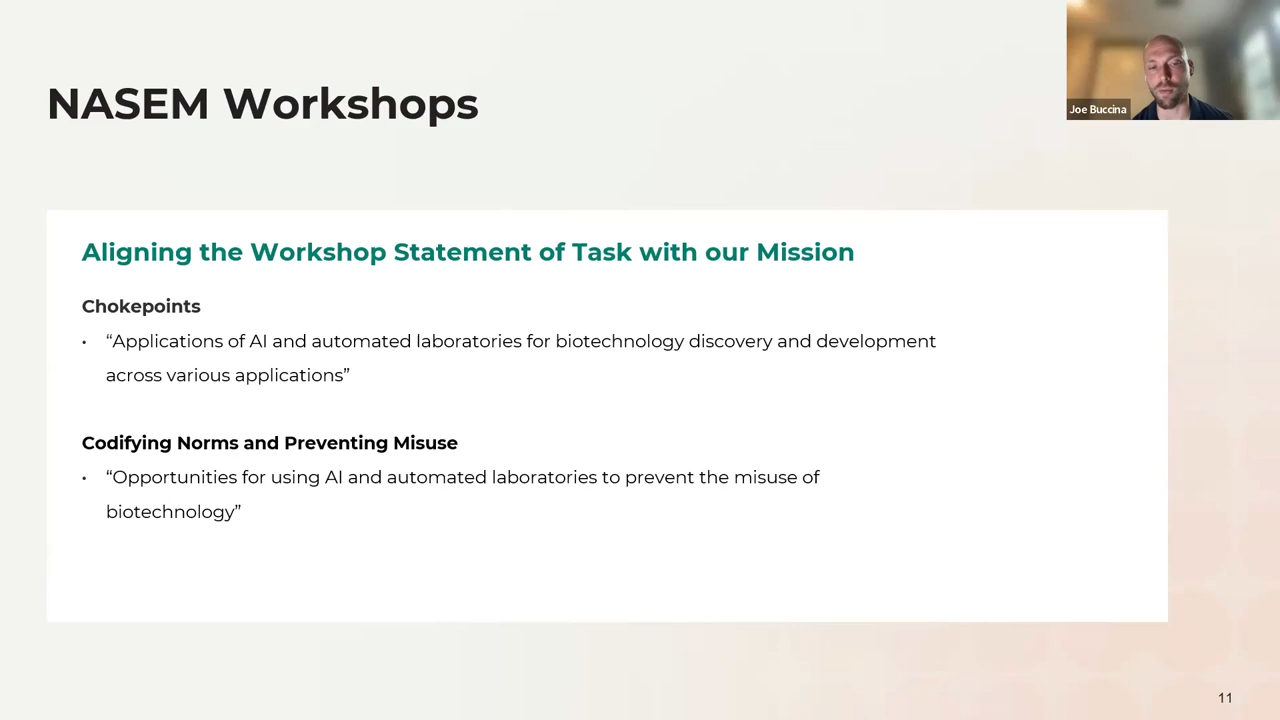 NASEM Workshops
Joe Buccina
Aligning the Workshop Statement of Task with our Mission
Chokepoints
• “Applications of AI and automated laboratories for biotechnology discovery and development
across various applications”
Codifying Norms and Preventing Misuse
• “Opportunities for using AI and automated laboratories to prevent the misuse of
biotechnology”
11